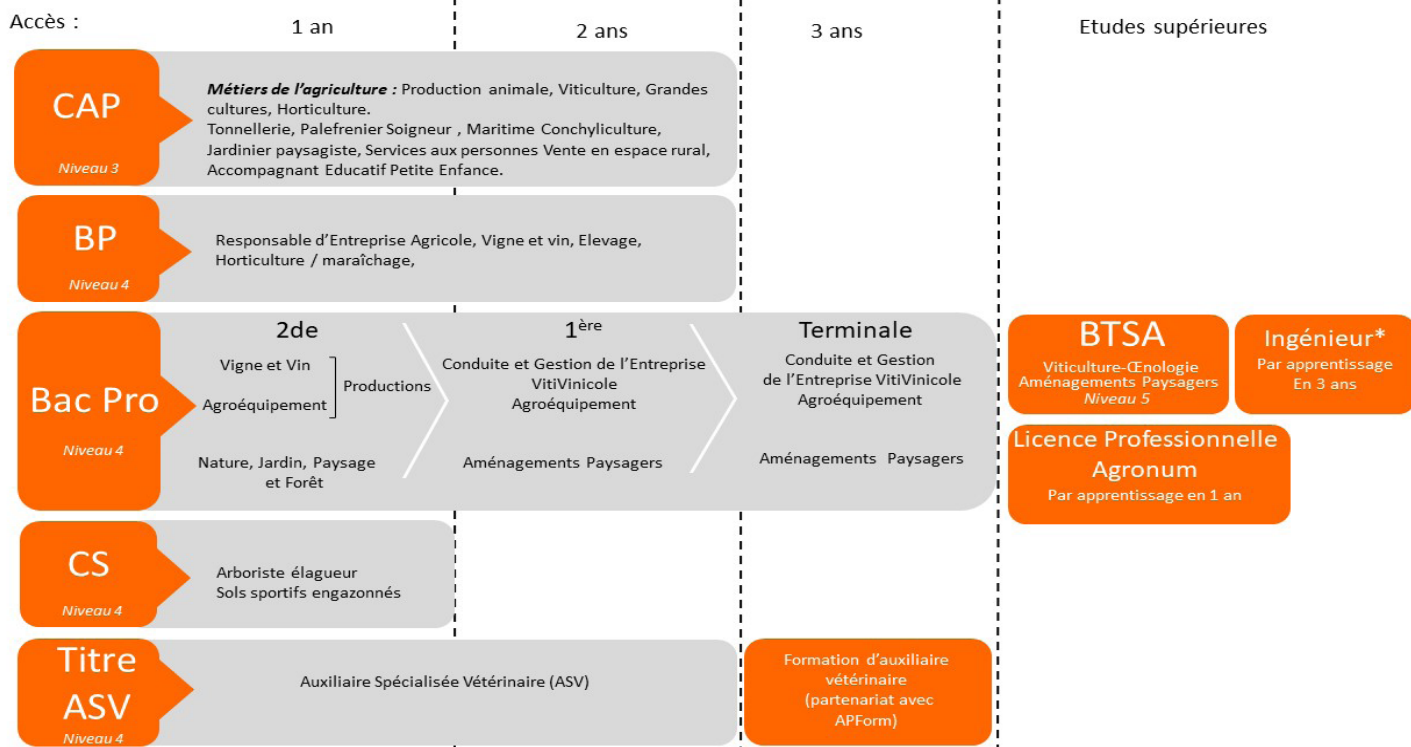 Accès :
1 an
2 ans
3 ans
Etudes supérieures
CAP
Niveau 3
Métiers de l’agriculture : Production animale, Viticulture, Grandes
cultures, Horticulture.
Tonnellerie, Palefrenier Soigneur , Maritime Conchyliculture,
Jardinier paysagiste, Services aux personnes Vente en espace rural,
Accompagnant Educatif Petite Enfance.
BP
Niveau 4
Responsable d’Entreprise Agricole, Vigne et vin, Elevage,
Horticulture / maraîchage,
Bac Pro
Niveau 4
2de
Vigne et Vin
Productions
Agroéquipement
Nature, Jardin, Paysage
et Forêt
1ère
Conduite et Gestion de l’Entreprise
VitiVinicole
Agroéquipement
Aménagements Paysagers
Terminale
Conduite et Gestion
de l’Entreprise VitiVinicole
Agroéquipement
Aménagements Paysagers
BTSA
Viticulture-Œnologie
Aménagements Paysagers
Niveau 5
Ingénieur*
Par apprentissage
En 3 ans
Licence Professionnelle
Agronum
Par apprentissage en 1 an
CS
Niveau 4
Arboriste élagueur
Sols sportifs engazonnés
Titre
ASV
Niveau 4
Auxiliaire Spécialisée Vétérinaire (ASV)
Formation d’auxiliaire
vétérinaire
(partenariat avec
APForm)